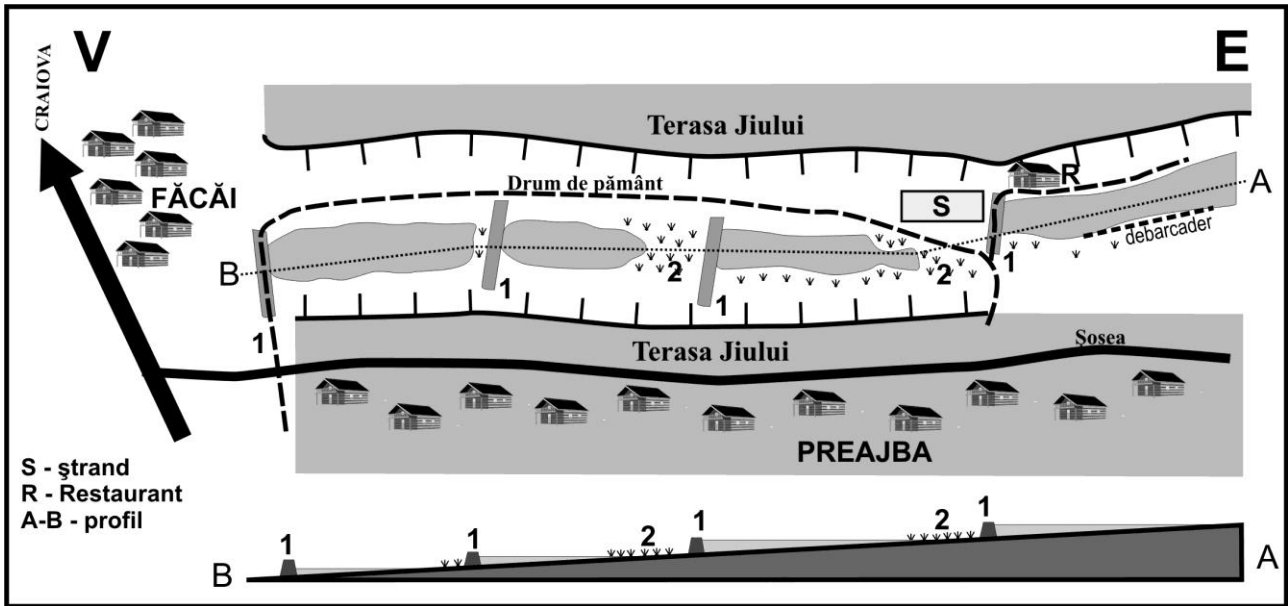 V
E
CRAIOVA
FĂCĂI
Terasa Jiului
R
Drum de pământ
S
A
debarcader
B
1
1
2
1
2
1
Terasa Jiului
Șosea
PREAJBA
S - ştrand
R - Restaurant
A-B - profil
1
1
2
1
2
1
B
A